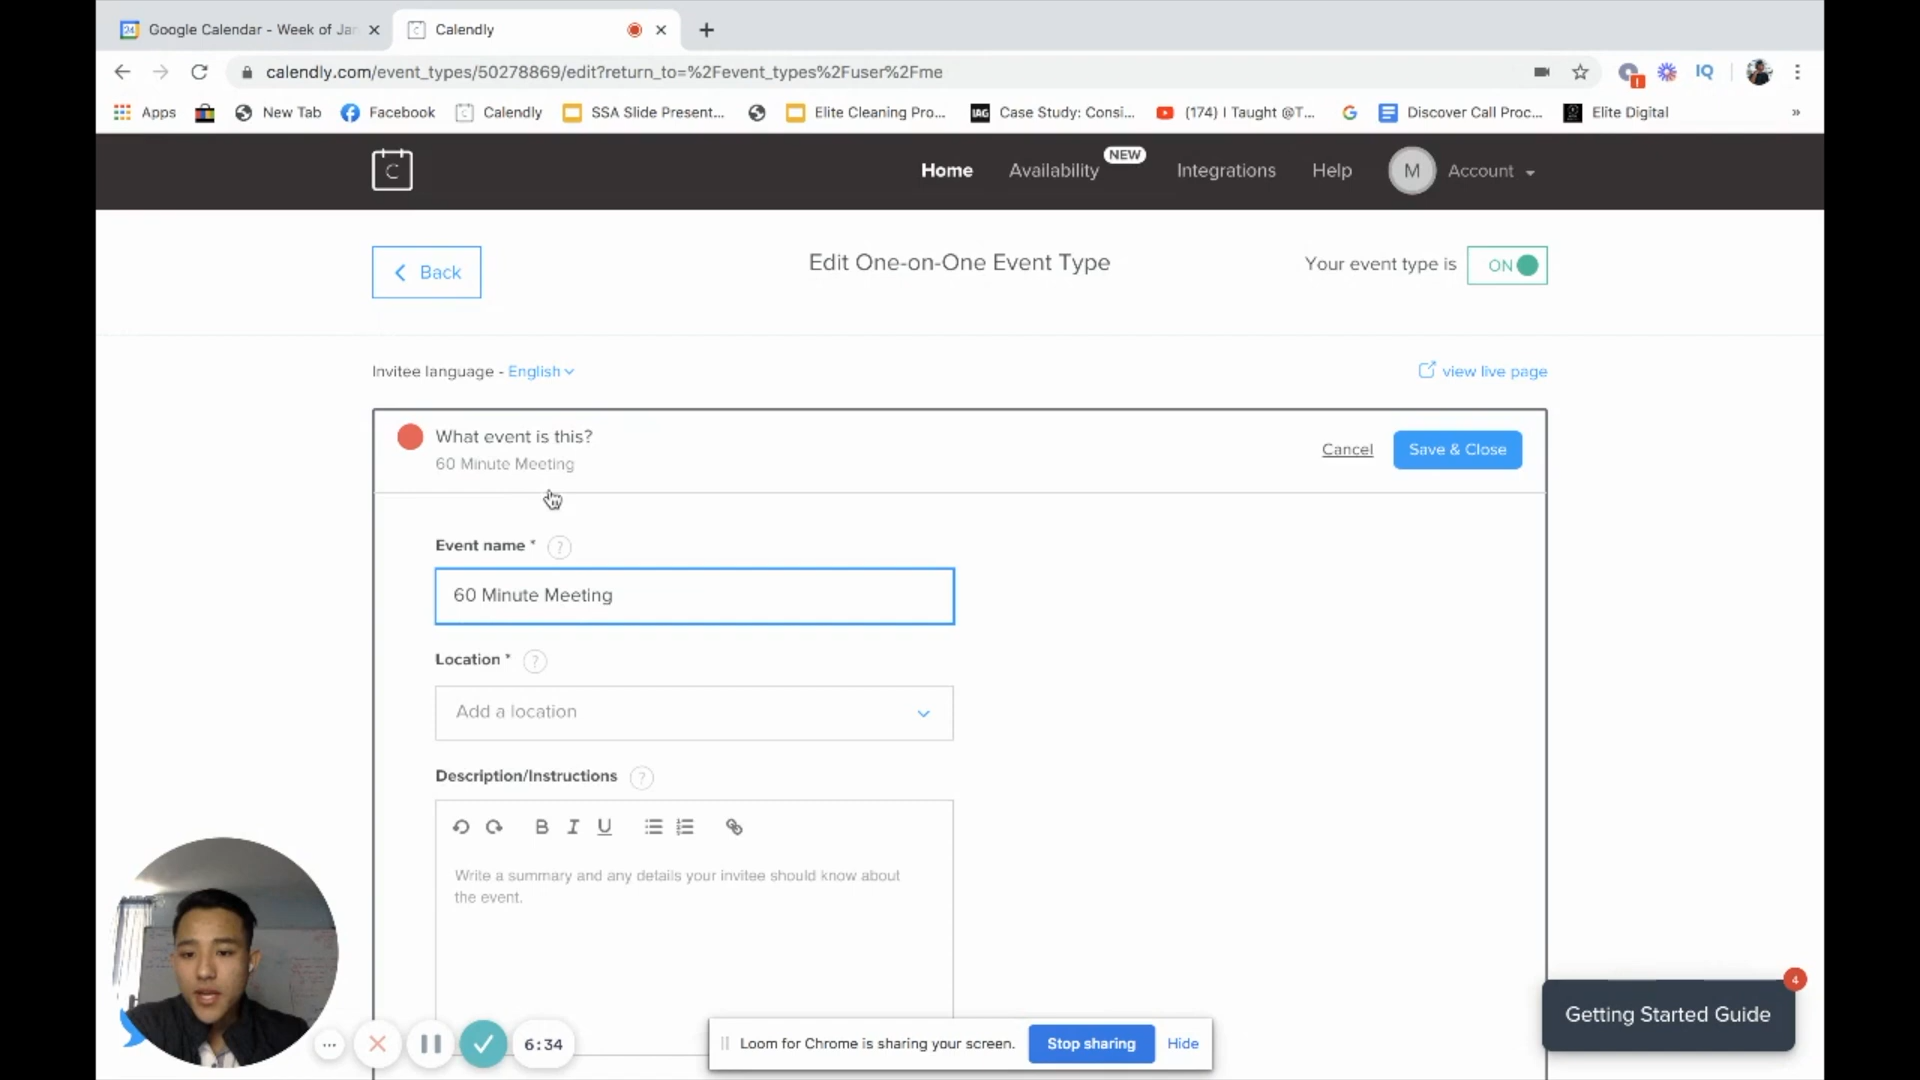 24
Google Calendar - Week of Jan
C
Calendly
calendly.com/event_types/50278869/edit?return_to=%2Fevent_types%2Fuser%2Fme
!
IQ
Apps
New Tab
Facebook
C
Calendly
SSA Slide Present...
Elite Cleaning Pro...
IAG
Case Study: Consi...
(174) I Taught @T...
G
Discover Call Proc...
Elite Digital
»
C
Home
Availability
NEW
Integrations
Help
M
Account
Back
Edit One-on-One Event Type
Your event type is
ON
Invitee language - English
view live page
What event is this?
60 Minute Meeting
Cancel
Save & Close
Event name * ?
60 Minute Meeting
Location * ?
Add a location
Description/Instructions ?
B I U
Write a summary and any details your invitee should know about
the event.
6:34
Loom for Chrome is sharing your screen.
Stop sharing
Hide
4
Getting Started Guide